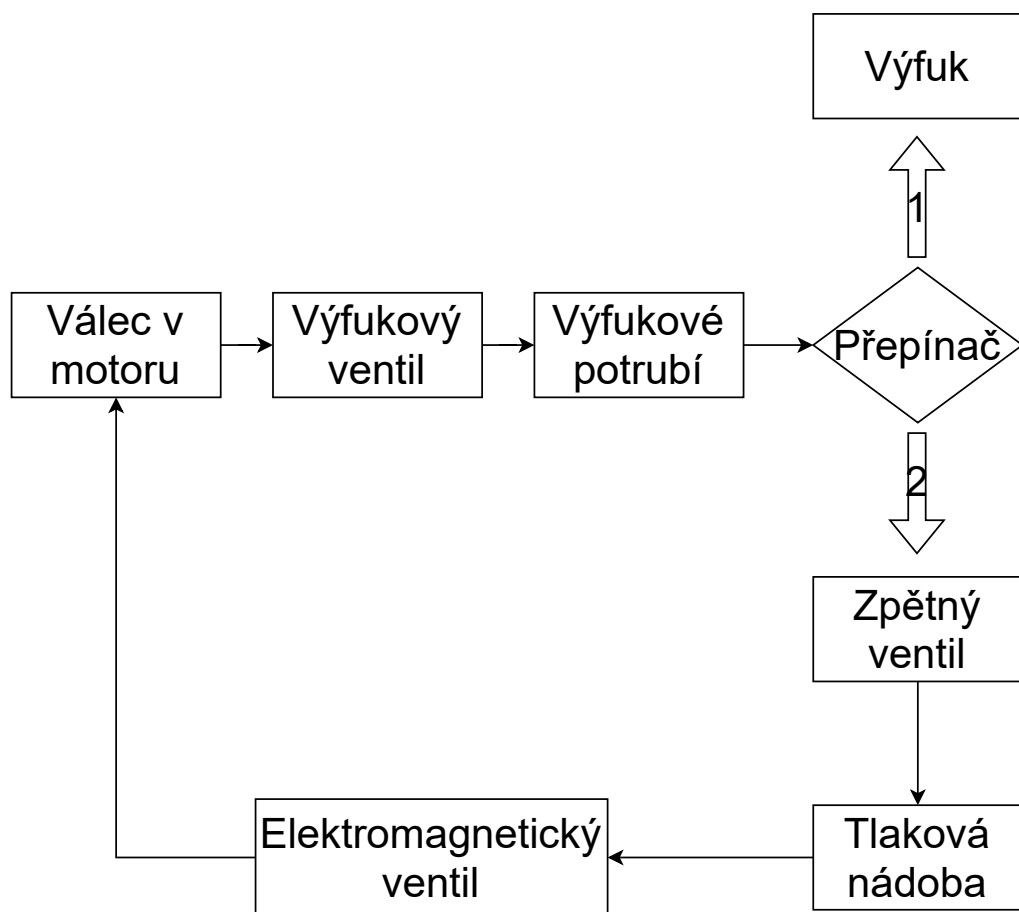 Výfuk
1
Válec v
motoru
Výfukový
ventil
Výfukové
potrubí
Přepínač
2
Zpětný
ventil
Elektromagnetický
ventil
Tlaková
nádoba